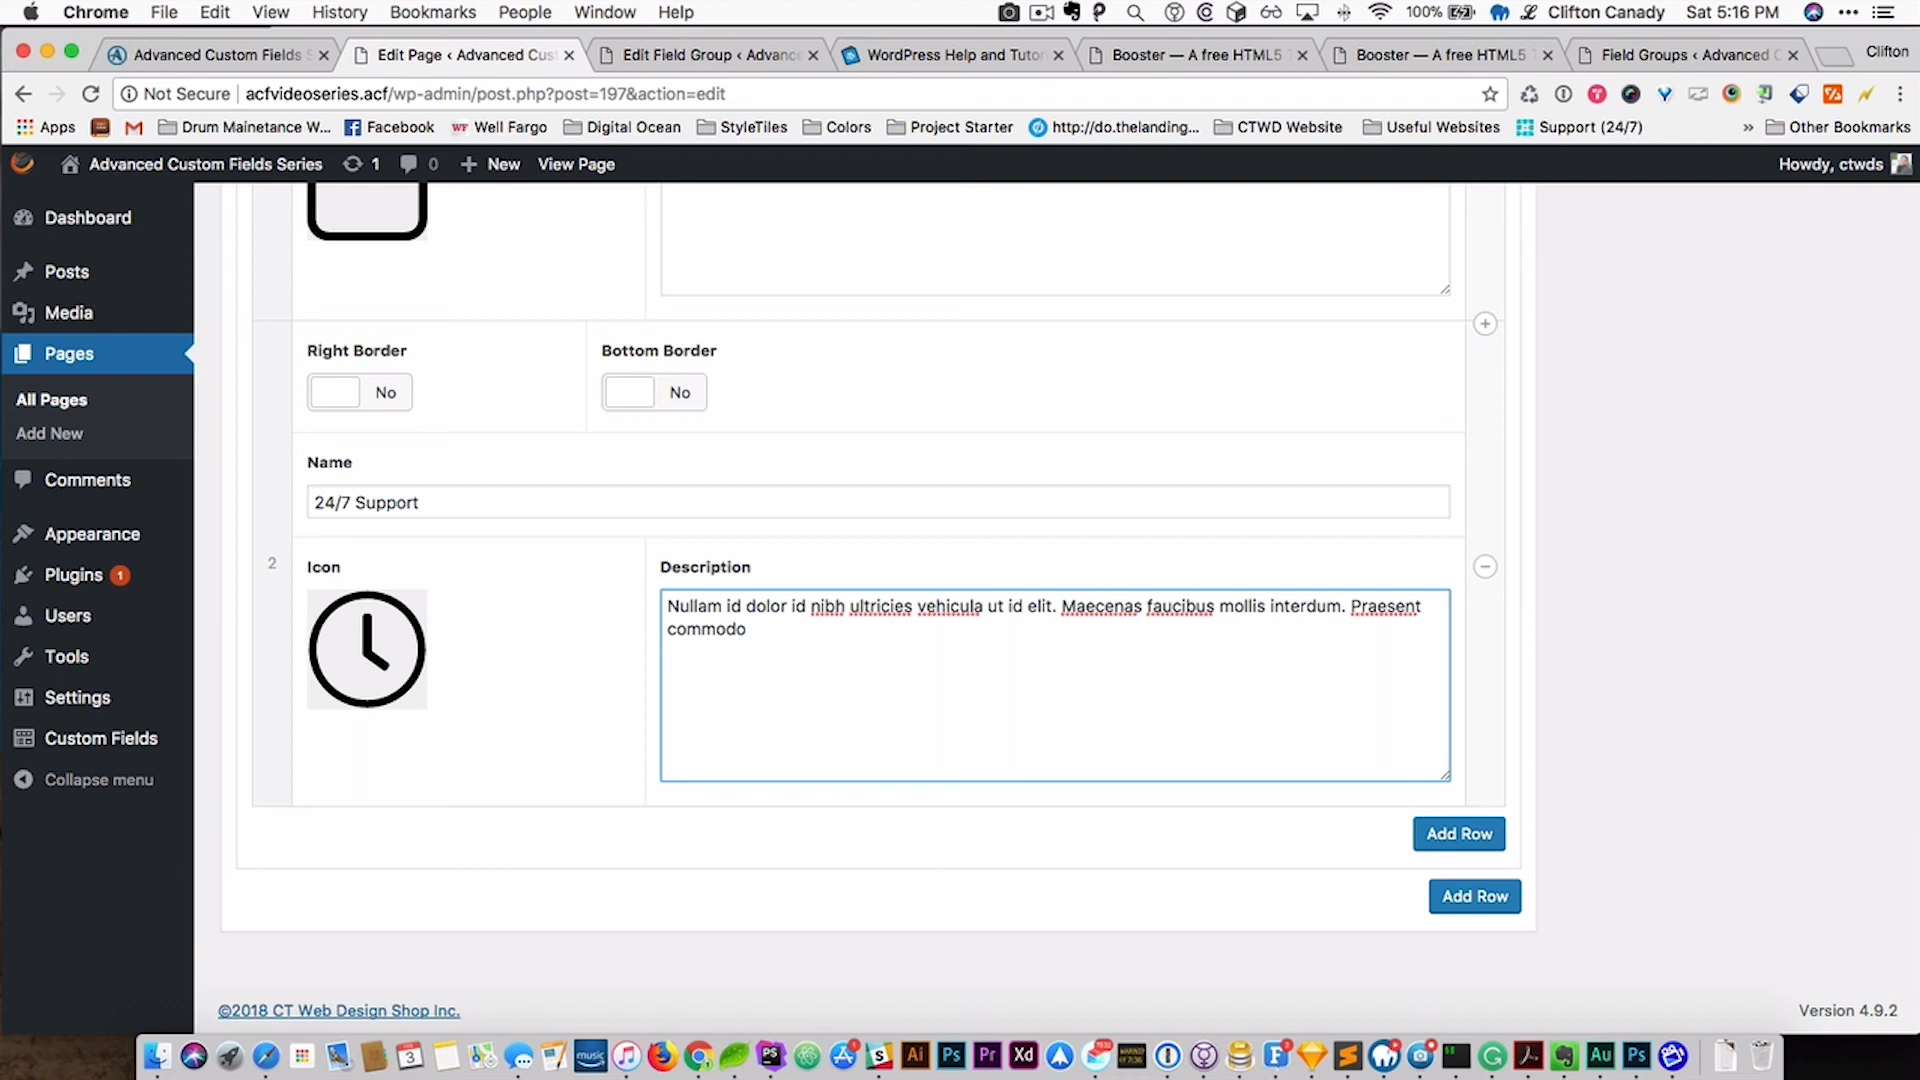 Chrome File Edit View History Bookmarks People Window Help 100% Clifton Canady Sat 5:16 PM
Advanced Custom Fields S
Edit Page ‹ Advanced Cus
Edit Field Group ‹ Advance
WordPress Help and Tutor
Booster — A free HTML5 T
Booster — A free HTML5 T
Field Groups ‹ Advanced C
Clifton
Not Secure acfvideoseries.acf/wp-admin/post.php?post=197&action=edit
Apps Drum Mainetance W... Facebook Well Fargo Digital Ocean StyleTiles Colors Project Starter http://do.thelanding... CTWD Website Useful Websites Support (24/7) » Other Bookmarks
Advanced Custom Fields Series 1 0 New View Page Howdy, ctwds
Dashboard
Posts
Media
Pages
All Pages
Add New
Comments
Appearance
Plugins 1
Users
Tools
Settings
Custom Fields
Collapse menu
Right Border Bottom Border
No No
Name
24/7 Support
2 Icon Description
Nullam id dolor id nibh ultricies vehicula ut id elit. Maecenas faucibus mollis interdum. Praesent
commodo
Add Row
Add Row
©2018 CT Web Design Shop Inc. Version 4.9.2